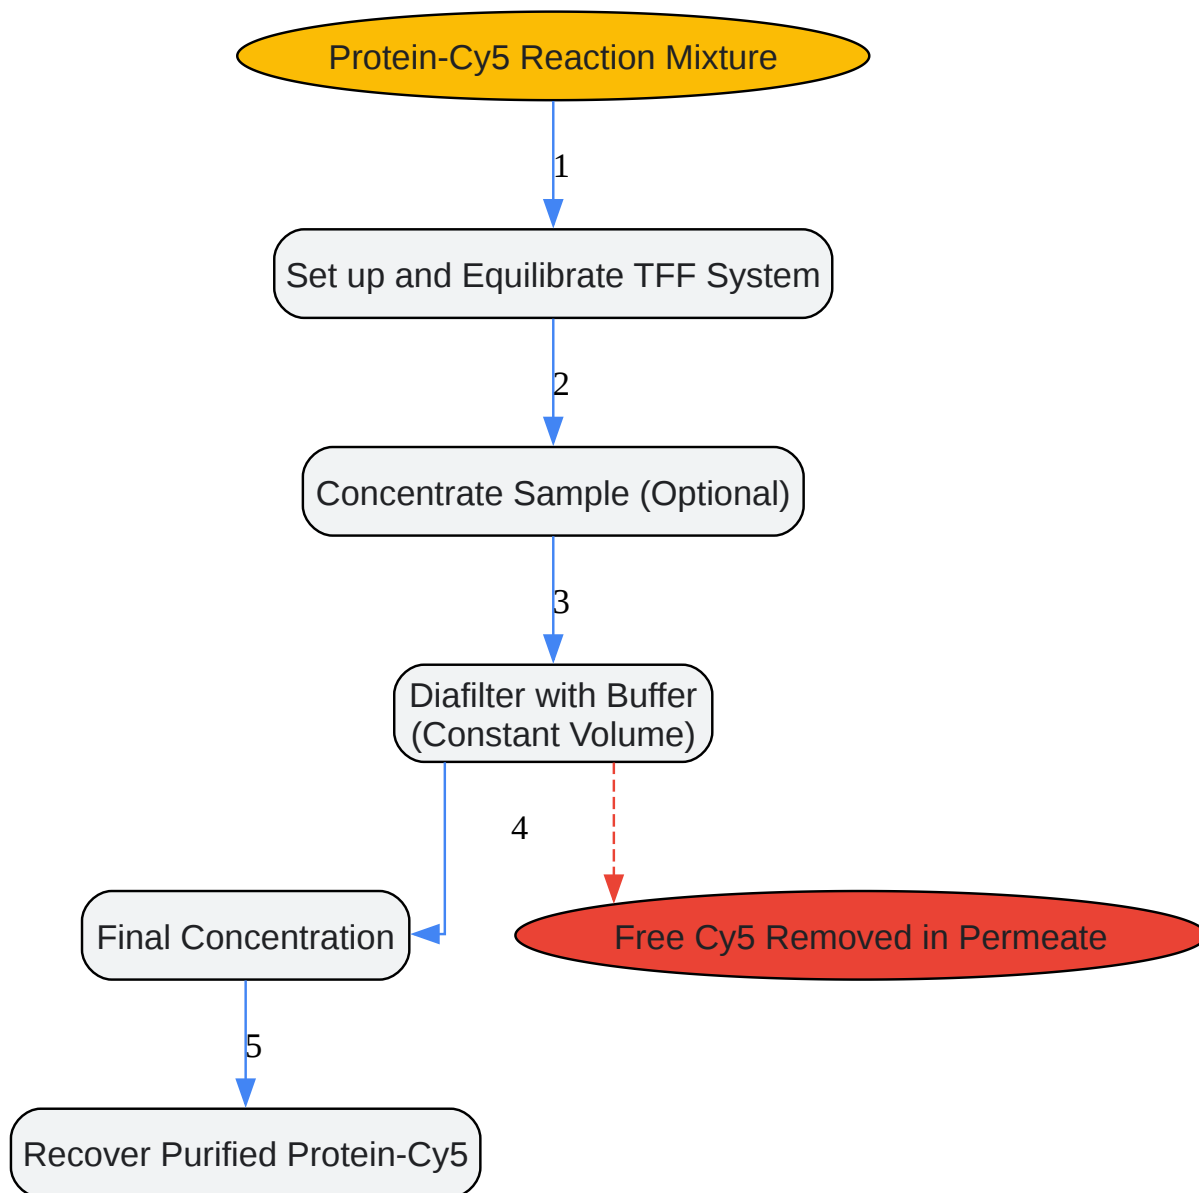 Protein-Cy5 Reaction Mixture
1
Set up and Equilibrate TFF System
2
Concentrate Sample (Optional)
3
Diafilter with Buffer
(Constant Volume)
4
Final Concentration
Free Cy5 Removed in Permeate
5
Recover Purified Protein-Cy5